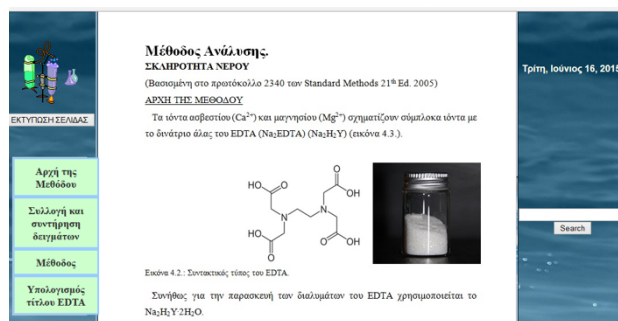 Μέθοδος Ανάλυσης.
ΣΚΛΗΡΟΤΗΤΑ ΝΕΡΟΥ
(Βασισμένη στο πρωτόκολλο 2340 των Standard Methods 21th Ed. 2005)
ΑΡΧΗ ΤΗΣ ΜΕΘΟΔΟΥ
Τα ιόντα ασβεστίου (Ca²⁺) και μαγνησίου (Mg²⁺) σχηματίζουν σύμπλοκα ιόντα με
το δινάτριο άλας του EDTA (Na₂EDTA) (Na₂H₂Y) (εικόνα 4.3.).
HO
O
O
OH
N
N
HO
O
OH
O
Εικόνα 4.2.: Συντακτικός τύπος του EDTA.
Συνήθως για την παρασκευή των διαλυμάτων του EDTA χρησιμοποιείται το
Na₂H₂Y·2H₂O.
ΕΚΤΥΠΩΣΗ ΣΕΛΙΔΑΣ
Αρχή της
Μεθόδου
Συλλογή και
συντήρηση
δειγμάτων
Μέθοδος
Υπολογισμός
τίτλου EDTA
Τρίτη, Ιούνιος 16, 2015
Search